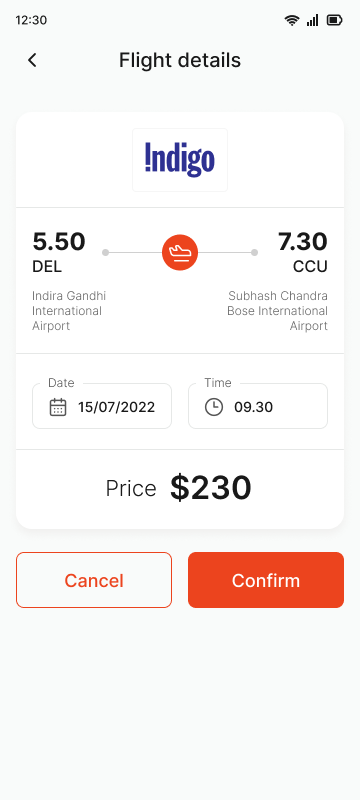 12:30
Flight details
Indigo
5.50
7.30
DEL
CCU
Indira Gandhi
International
Airport
Subhash Chandra
Bose International
Airport
Date
15/07/2022
Time
09.30
Price $230
Cancel
Confirm